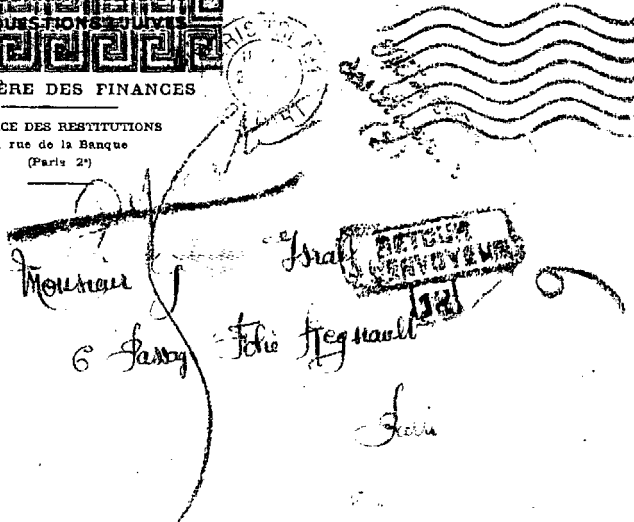 QUESTIONS JUIVES
ÈRE DES FINANCES
CE DES RESTITUTIONS
rue de la Banque
(Paris 2ᵉ)
RETOUR
A L'ENVOYEUR
Monsieur Israël
6 Passage Folie Regnault
Paris